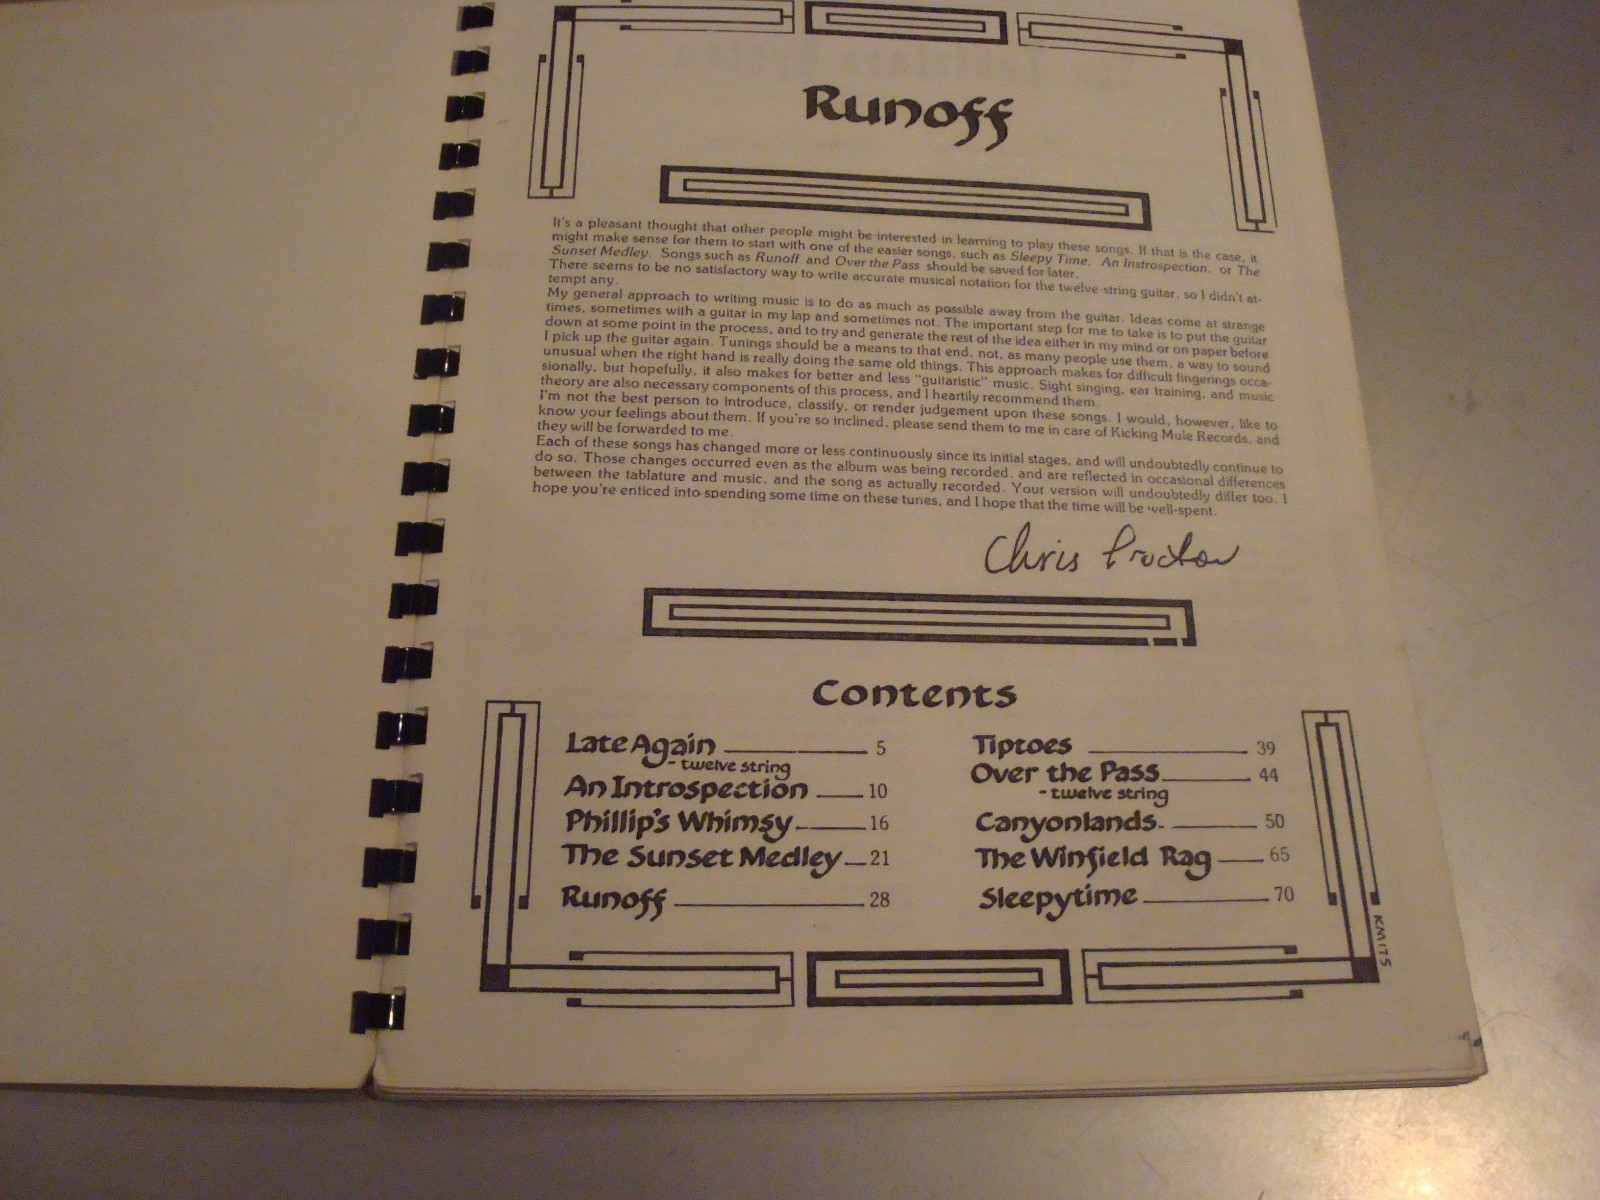 Runoff
It's a pleasant thought that other people might be interested in learning to play these songs. If that is the case, it
might make sense for them to start with one of the easier songs, such as Sleepy Time, An Instrospection, or The
Sunset Medley. Songs such as Runoff and Over the Pass should be saved for later.
There seems to be no satisfactory way to write accurate musical notation for the twelve-string guitar, so I didn't at-
tempt any.
My general approach to writing music is to do as much as possible away from the guitar. Ideas come at strange
times, sometimes with a guitar in my lap and sometimes not. The important step for me to take is to put the guitar
down at some point in the process, and to try and generate the rest of the idea either in my mind or on paper before
I pick up the guitar again. Tunings should be a means to that end, not, as many people use them, a way to sound
unusual when the right hand is really doing the same old things. This approach makes for difficult fingerings occa-
sionally, but hopefully, it also makes for better and less "guitaristic" music. Sight singing, ear training, and music
theory are also necessary components of this process, and I heartily recommend them.
I'm not the best person to introduce, classify, or render judgement upon these songs. I would, however, like to
know your feelings about them. If you're so inclined, please send them to me in care of Kicking Mule Records, and
they will be forwarded to me.
Each of these songs has changed more or less continuously since its initial stages, and will undoubtedly continue to
do so. Those changes occurred even as the album was being recorded, and are reflected in occasional differences
between the tablature and music, and the song as actually recorded. Your version will undoubtedly differ too. I
hope you're enticed into spending some time on these tunes, and I hope that the time will be well-spent.
Chris Proctor
Contents
Late Again 5
- twelve string
An Introspection 10
Phillip's Whimsy 16
The Sunset Medley 21
Runoff 28
Tiptoes 39
Over the Pass 44
- twelve string
Canyonlands 50
The Winfield Rag 65
Sleepytime 70
KM175